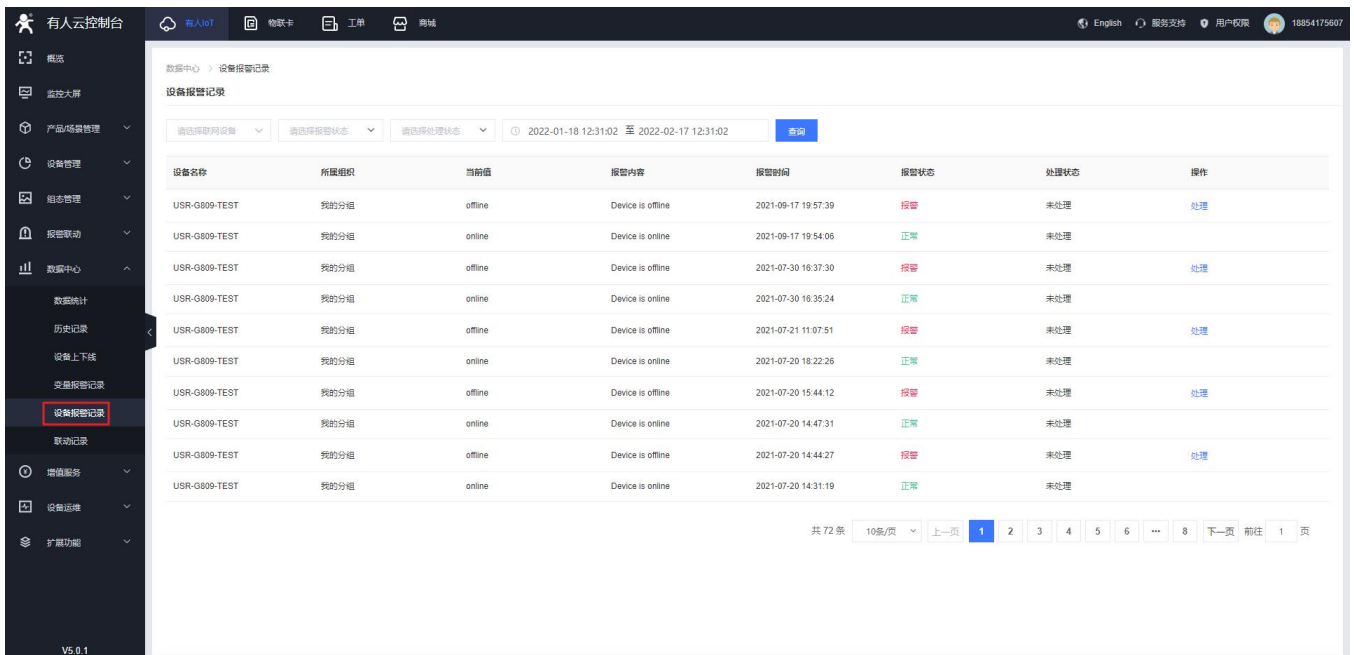 有人云控制台
有人IoT 物联卡 工单 商城 English 服务支持 用户权限 18854175607
概览
监控大屏
产品/场景管理
设备管理
组态管理
报警联动
数据中心
数据统计
历史记录
设备上下线
变量报警记录
设备报警记录
联动记录
增值服务
设备运维
扩展功能
V5.0.1
数据中心 > 设备报警记录
设备报警记录
请选择联网设备 请选择报警状态 请选择处理状态 2022-01-18 12:31:02 至 2022-02-17 12:31:02 查询
设备名称 所属组织 当前值 报警内容 报警时间 报警状态 处理状态 操作
USR-G809-TEST 我的分组 offline Device is offline 2021-09-17 19:57:39 报警 未处理 处理
USR-G809-TEST 我的分组 online Device is online 2021-09-17 19:54:06 正常 未处理
USR-G809-TEST 我的分组 offline Device is offline 2021-07-30 16:37:30 报警 未处理 处理
USR-G809-TEST 我的分组 online Device is online 2021-07-30 16:35:24 正常 未处理
USR-G809-TEST 我的分组 offline Device is offline 2021-07-21 11:07:51 报警 未处理 处理
USR-G809-TEST 我的分组 online Device is online 2021-07-20 18:22:26 正常 未处理
USR-G809-TEST 我的分组 offline Device is offline 2021-07-20 15:44:12 报警 未处理 处理
USR-G809-TEST 我的分组 online Device is online 2021-07-20 14:47:31 正常 未处理
USR-G809-TEST 我的分组 offline Device is offline 2021-07-20 14:44:27 报警 未处理 处理
USR-G809-TEST 我的分组 online Device is online 2021-07-20 14:31:19 正常 未处理
共 72 条 10条/页 上一页 1 2 3 4 5 6 ··· 8 下一页 前往 1 页